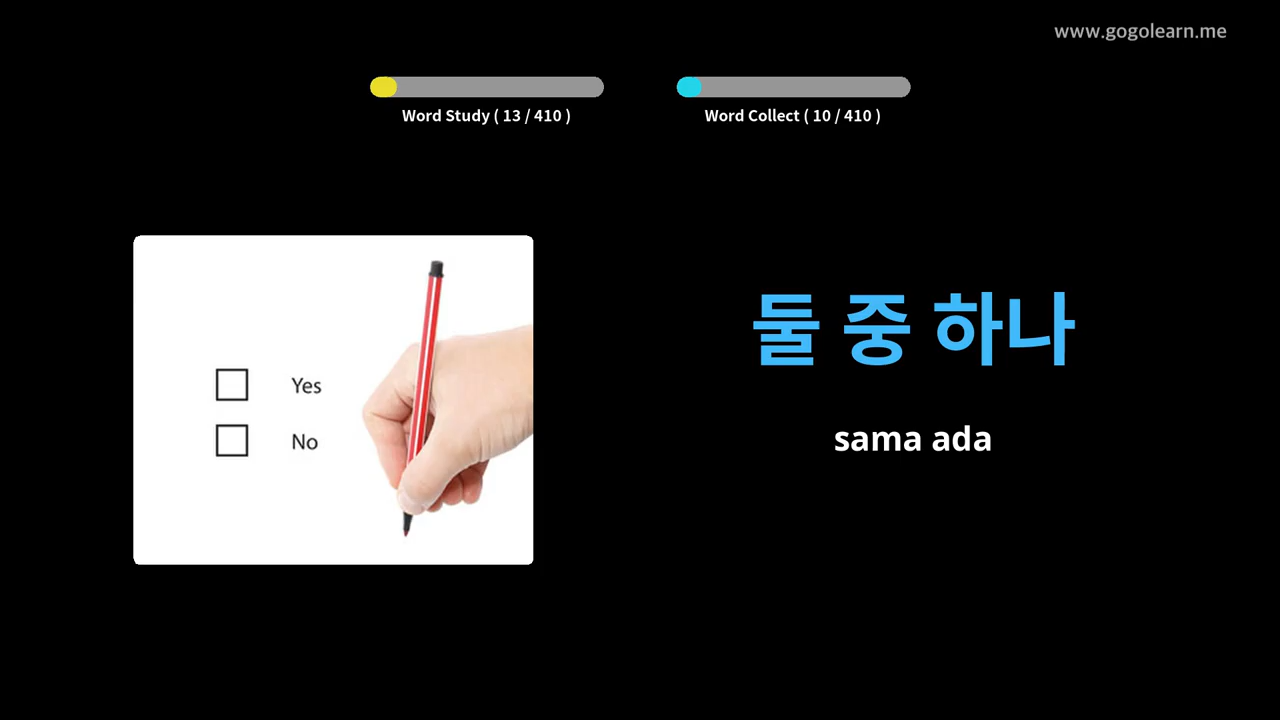 www.gogolearn.me
Word Study ( 13 / 410 )
Word Collect ( 10 / 410 )
Yes
No
둘 중 하나
sama ada